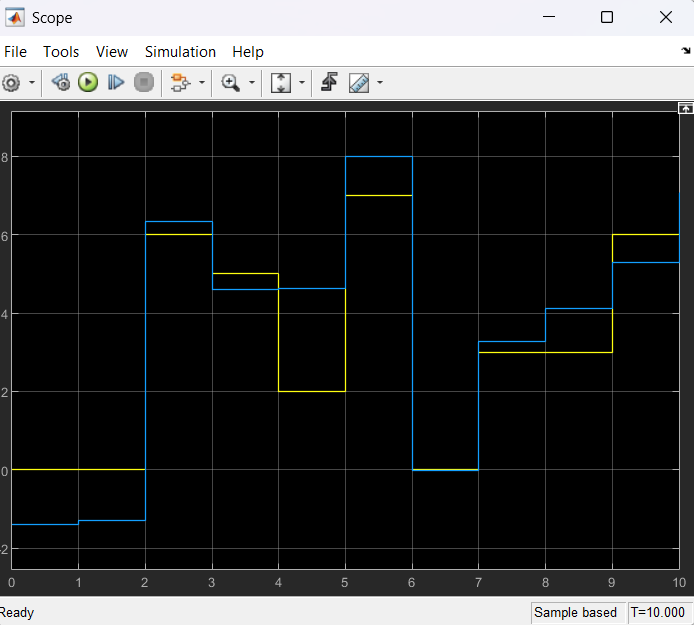 Scope
File Tools View Simulation Help
8
6
4
2
0
-2
0 1 2 3 4 5 6 7 8 9 10
Ready Sample based T=10.000